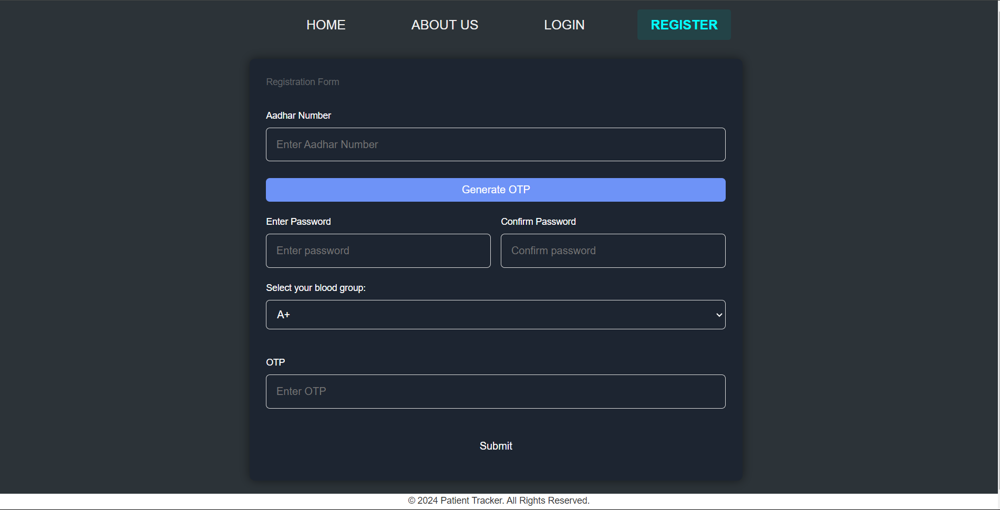 HOME ABOUT US LOGIN REGISTER
Registration Form
Aadhar Number
Enter Aadhar Number
Generate OTP
Enter Password Confirm Password
Enter password Confirm password
Select your blood group:
A+
OTP
Enter OTP
Submit
© 2024 Patient Tracker. All Rights Reserved.